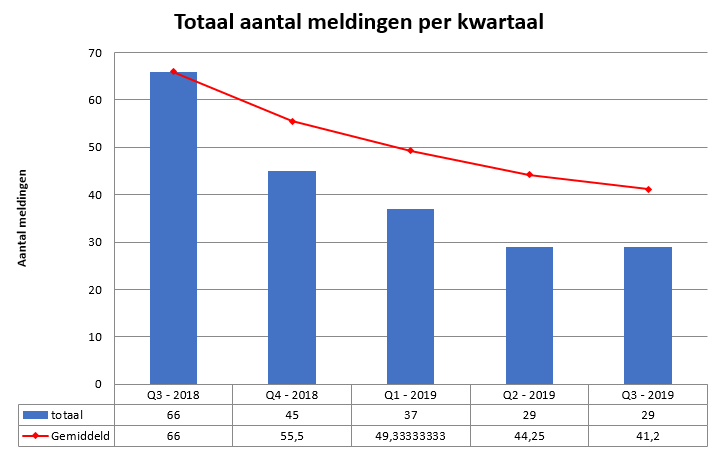 Totaal aantal meldingen per kwartaal
70
60
50
40
30
20
10
0
Aantal meldingen
Q3 - 2018 Q4 - 2018 Q1 - 2019 Q2 - 2019 Q3 - 2019
totaal 66 45 37 29 29
Gemiddeld 66 55,5 49,33333333 44,25 41,2